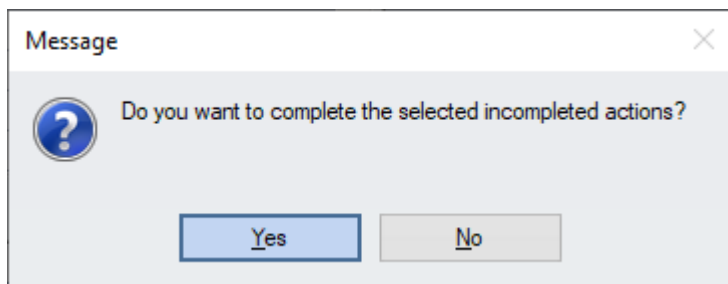 Message
Do you want to complete the selected incompleted actions?
Yes
No